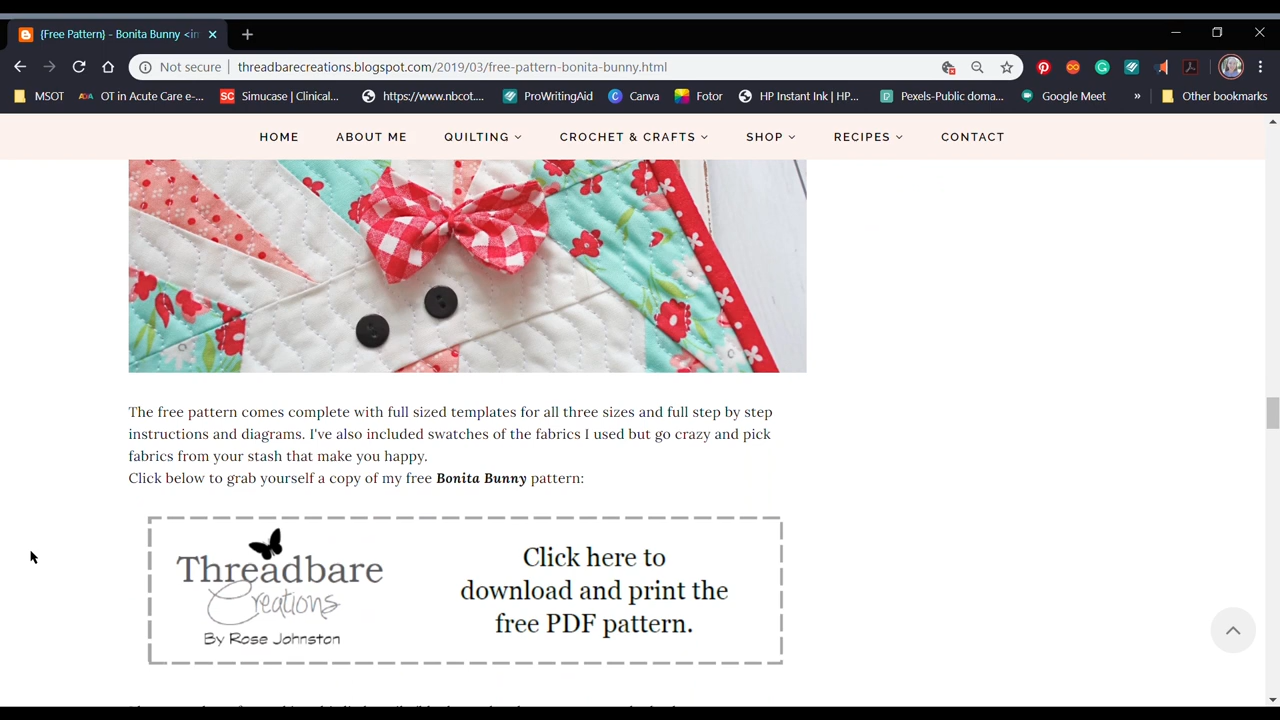 {Free Pattern} - Bonita Bunny <in
Not secure threadbarecreations.blogspot.com/2019/03/free-pattern-bonita-bunny.html
MSOT AOA OT in Acute Care e-... SC Simucase | Clinical... https://www.nbcot.... ProWritingAid Canva Fotor HP Instant Ink | HP... Pexels-Public doma... Google Meet » Other bookmarks
HOME ABOUT ME QUILTING CROCHET & CRAFTS SHOP RECIPES CONTACT
The free pattern comes complete with full sized templates for all three sizes and full step by step
instructions and diagrams. I've also included swatches of the fabrics I used but go crazy and pick
fabrics from your stash that make you happy.
Click below to grab yourself a copy of my free Bonita Bunny pattern:
Threadbare
Creations
By Rose Johnston
Click here to
download and print the
free PDF pattern.